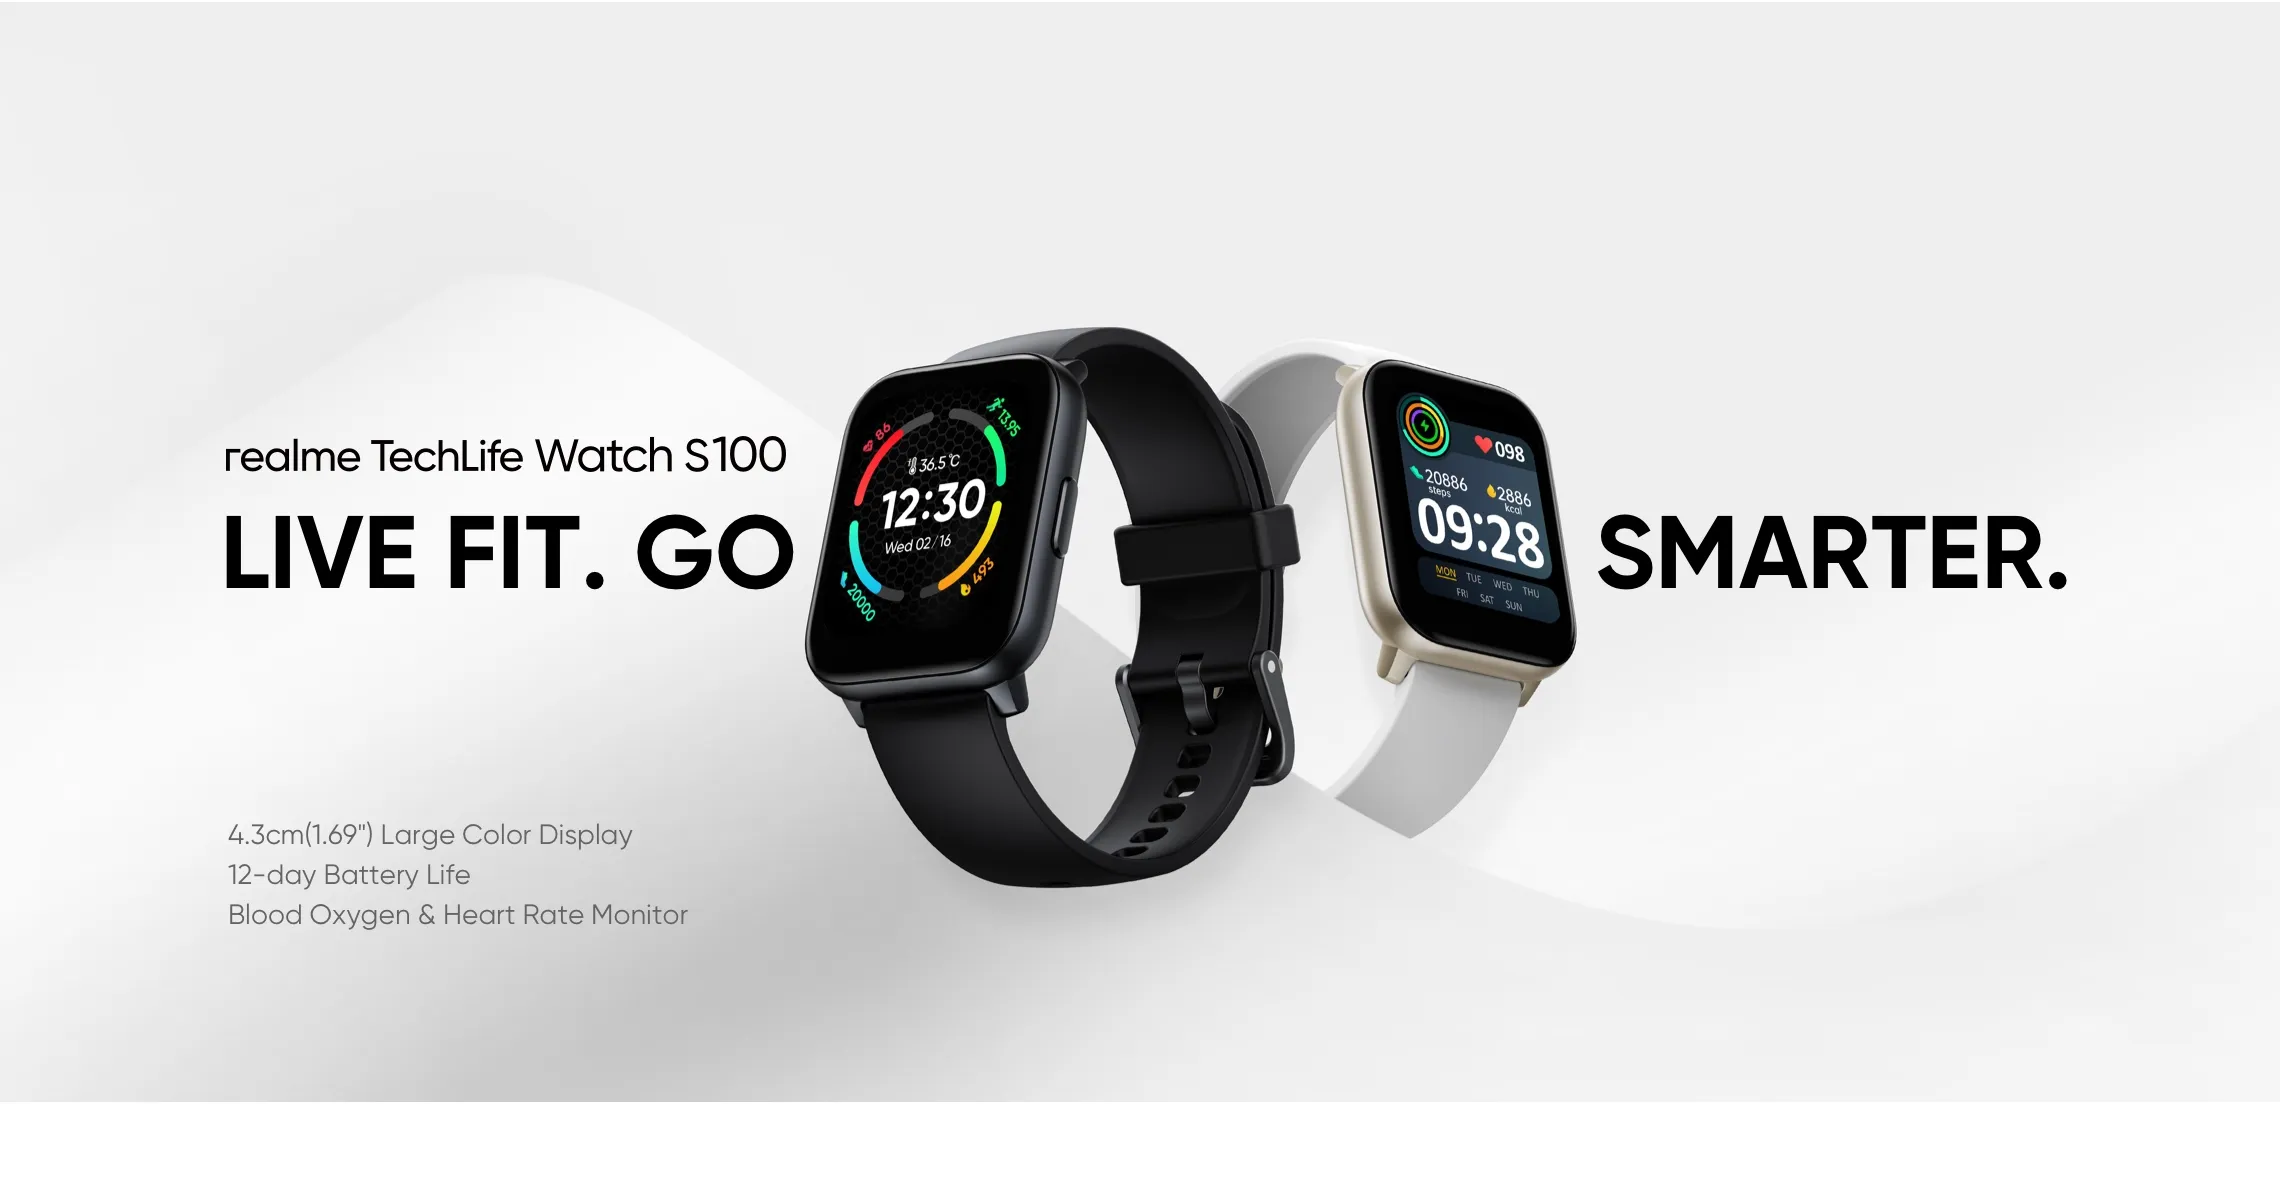 realme TechLife Watch S100
LIVE FIT. GO SMARTER.
86
13.95
36.5℃
12:30
Wed 02/16
20000
493
098
20886
steps
2886
kcal
09:28
MON TUE WED THU
FRI SAT SUN
4.3cm(1.69") Large Color Display
12-day Battery Life
Blood Oxygen & Heart Rate Monitor